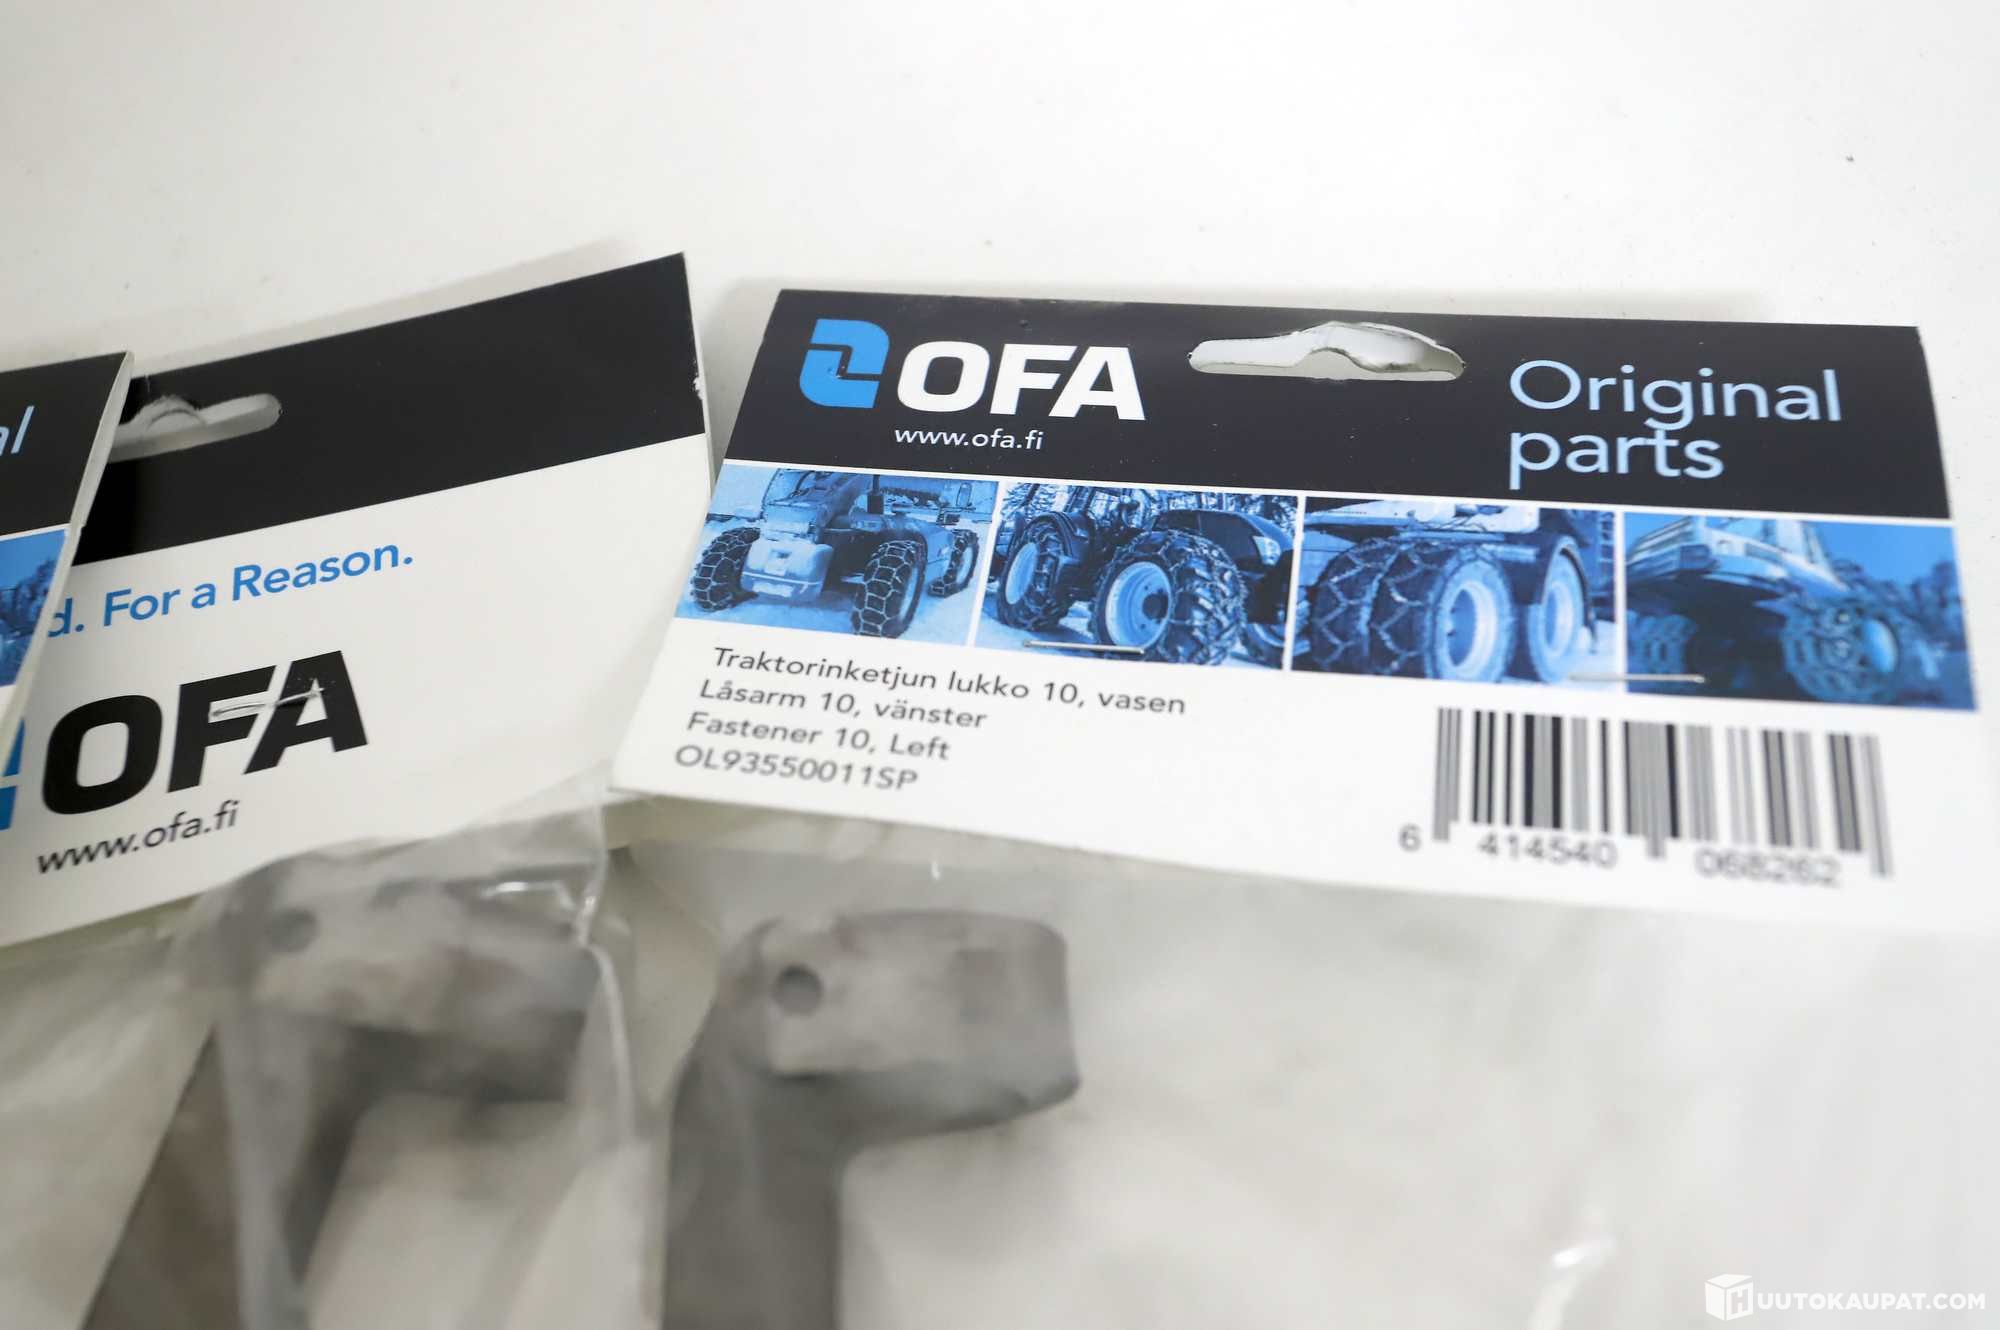 al
d. For a Reason.
OFA
www.ofa.fi
OFA
www.ofa.fi
Original
parts
Traktorinketjun lukko 10, vasen
Låsarm 10, vänster
Fastener 10, Left
OL93550011SP
6 414540 068262
HUUTOKAUPAT.COM